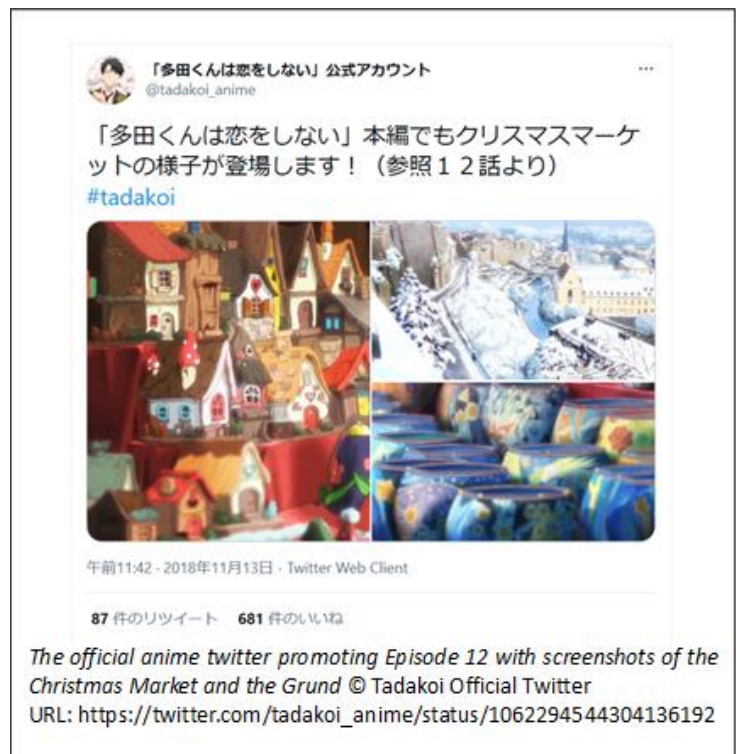 「多田くんは恋をしない」公式アカウント
@tadakoi_anime
「多田くんは恋をしない」本編でもクリスマスマーケ
ットの様子が登場します！（参照１２話より）
#tadakoi
午前11:42 · 2018年11月13日 · Twitter Web Client
87 件のリツイート 681 件のいいね
The official anime twitter promoting Episode 12 with screenshots of the
Christmas Market and the Grund © Tadakoi Official Twitter
URL: https://twitter.com/tadakoi_anime/status/1062294544304136192